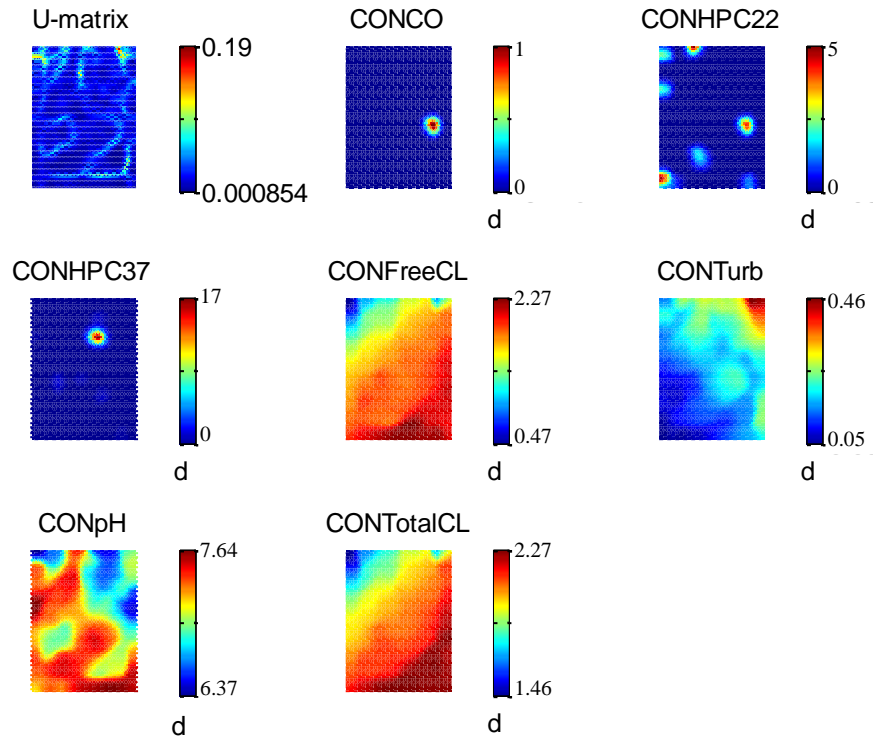 U-matrix
0.19
0.000854
CONCO
1
0
d
CONHPC22
5
0
d
CONHPC37
17
0
d
CONFreeCL
2.27
0.47
d
CONTurb
0.46
0.05
d
CONpH
7.64
6.37
d
CONTotalCL
2.27
1.46
d